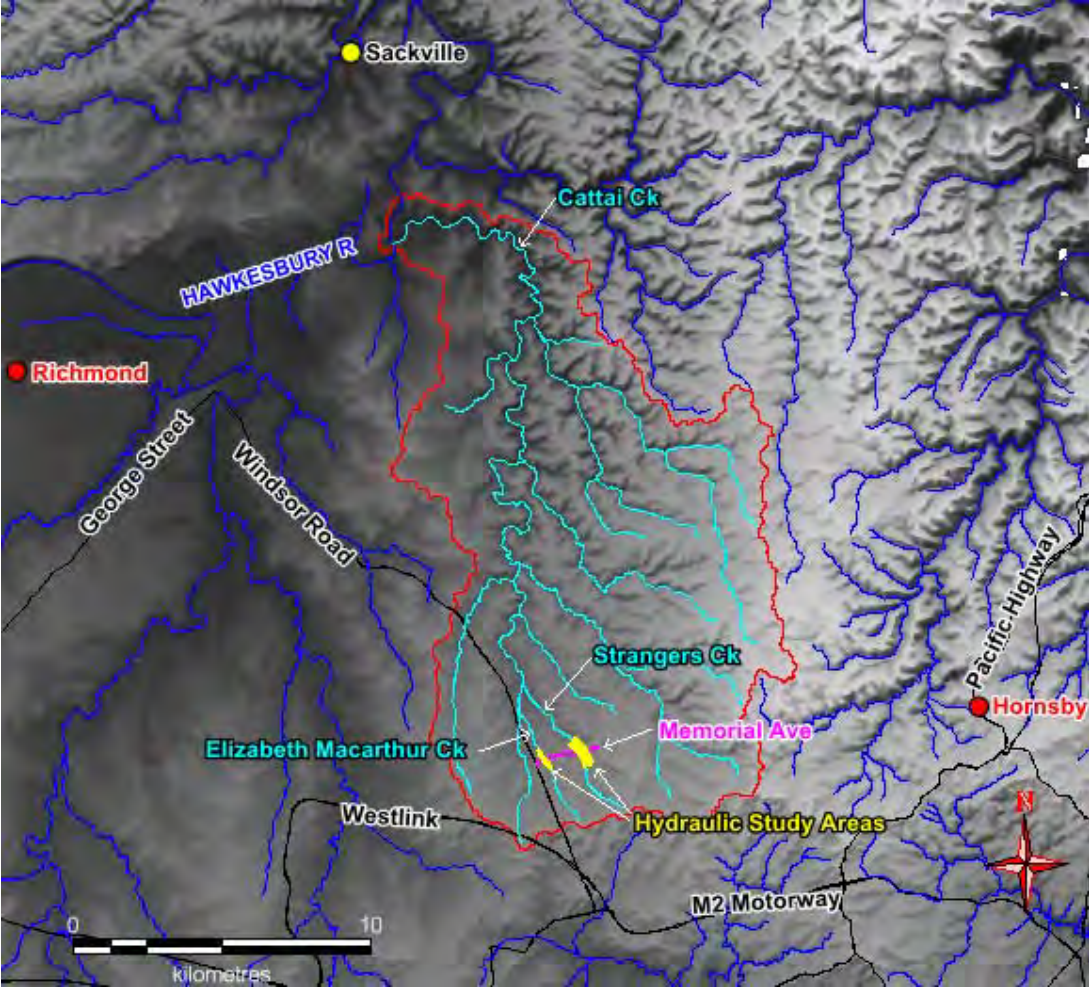 Sackville
Cattai Ck
HAWKESBURY R
Richmond
George Street
Windsor Road
Pacific Highway
Strangers Ck
Hornsby
Memorial Ave
Elizabeth Macarthur Ck
Westlink
Hydraulic Study Areas
N
M2 Motorway
0 10
kilometres